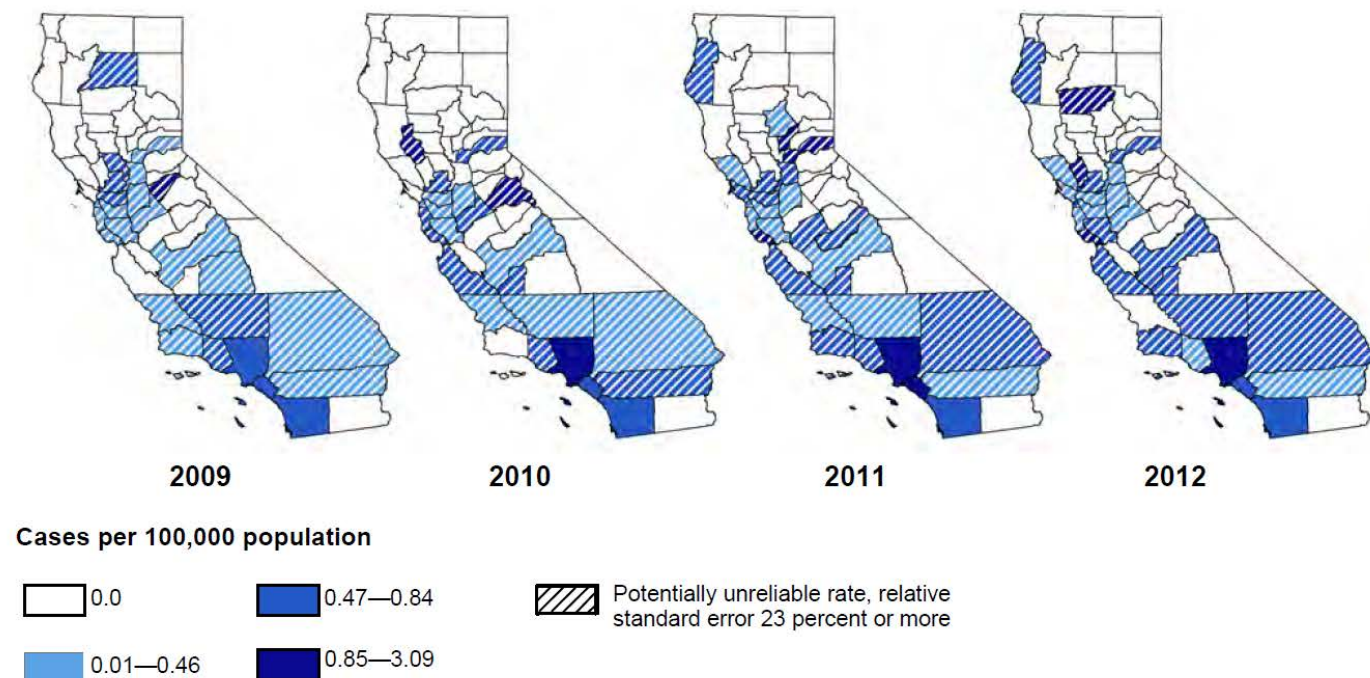 2009 2010 2011 2012
Cases per 100,000 population
0.0
0.47—0.84
Potentially unreliable rate, relative
standard error 23 percent or more
0.01—0.46
0.85—3.09